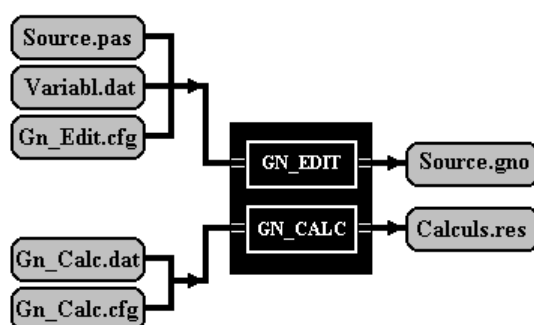 Source.pas
Variabl.dat
Gn_Edit.cfg
GN_EDIT
Source.gno
GN_CALC
Calculs.res
Gn_Calc.dat
Gn_Calc.cfg